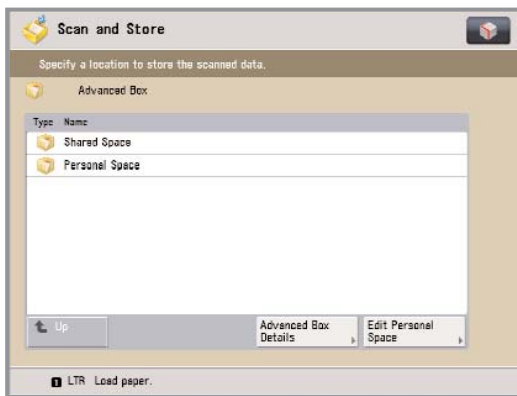 Scan and Store
Specify a location to store the scanned data.
Advanced Box
Type Name
Shared Space
Personal Space
Up
Advanced Box
Details
Edit Personal
Space
1 LTR Load paper.